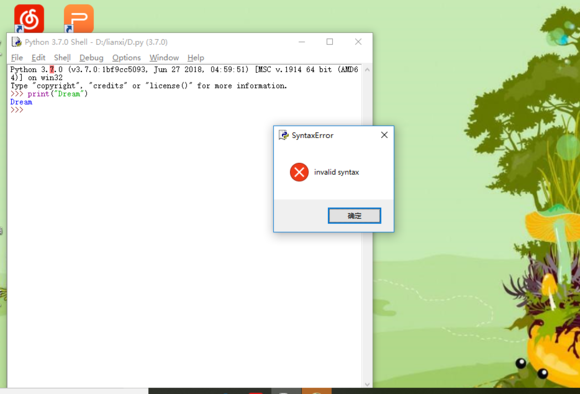 Python 3.7.0 Shell - D:/lianxi/D.py (3.7.0)
File Edit Shell Debug Options Window Help
Python 3.7.0 (v3.7.0:1bf9cc5093, Jun 27 2018, 04:59:51) [MSC v.1914 64 bit (AMD6
4)] on win32
Type "copyright", "credits" or "license()" for more information.
>>> print("Dream")
Dream
>>>
SyntaxError
invalid syntax
确定